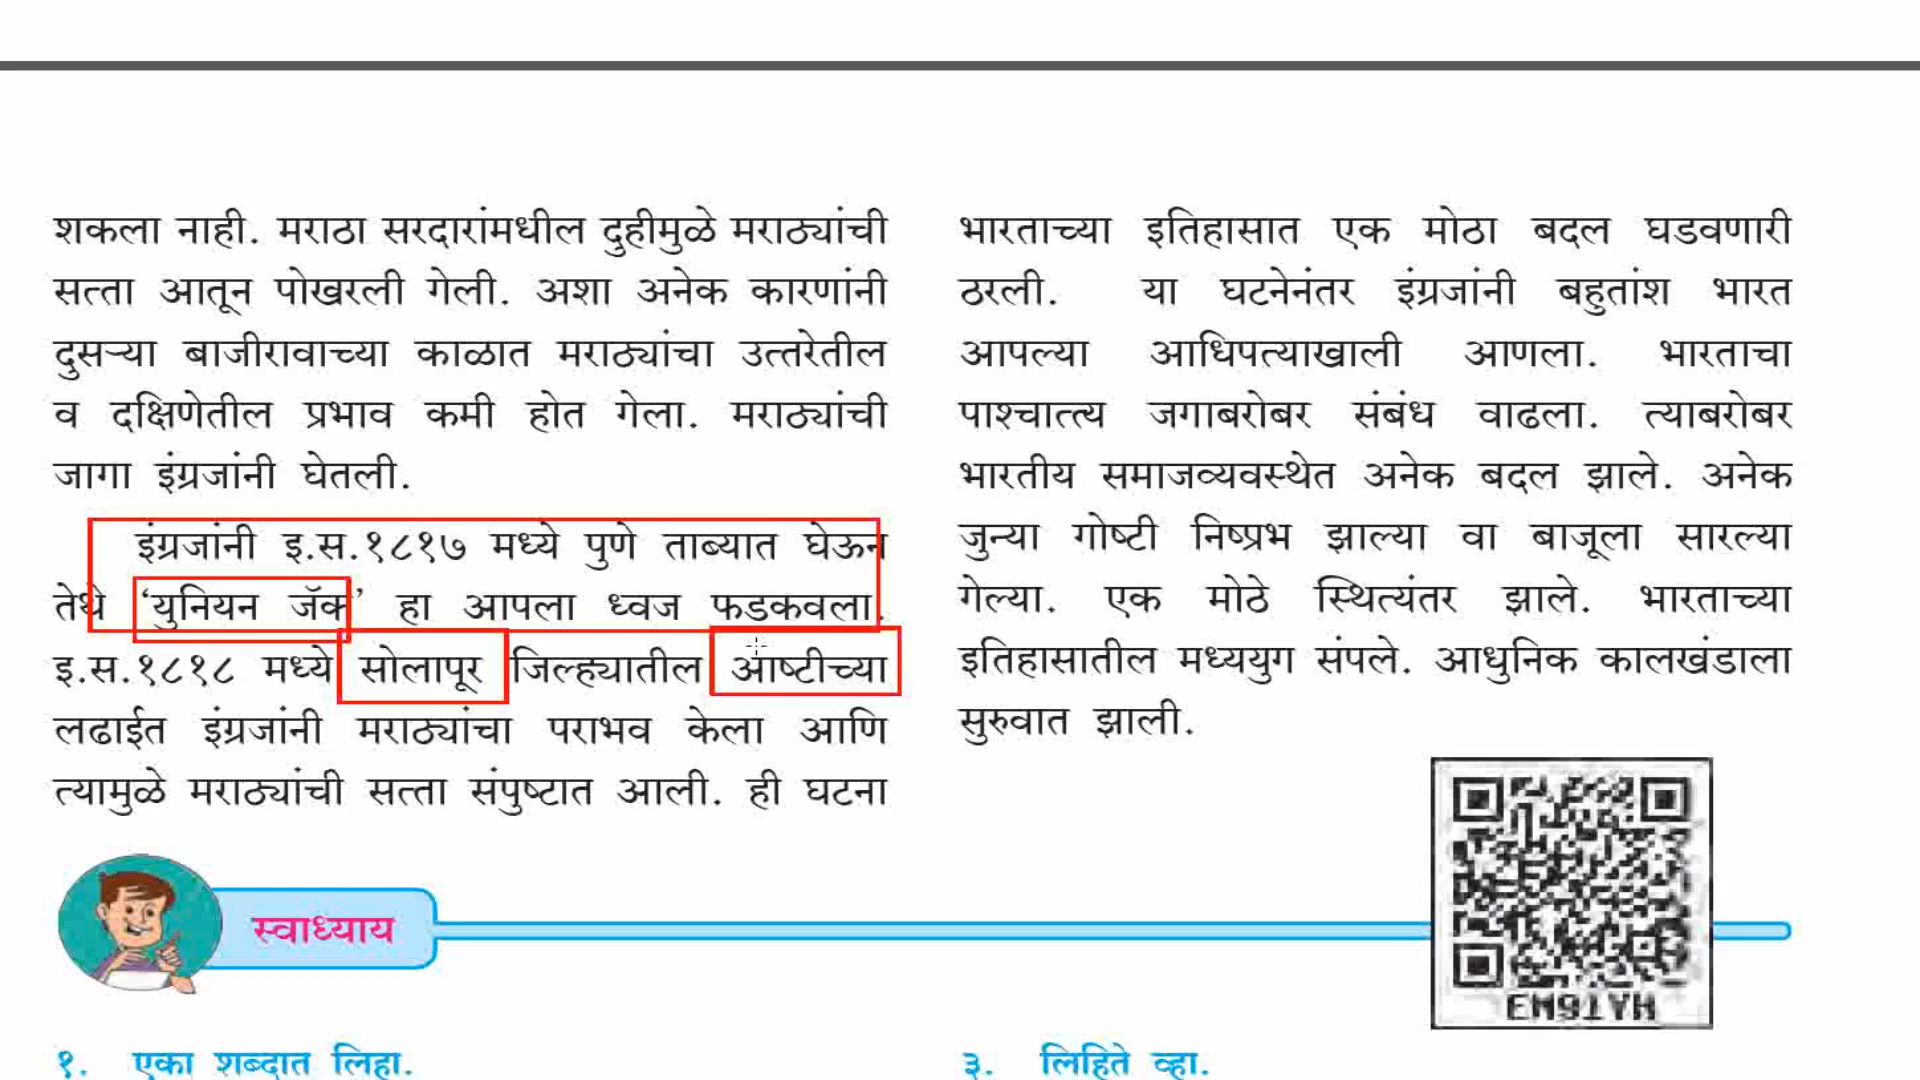 शकला नाही. मराठा सरदारांमधील दुहीमुळे मराठ्यांची
सत्ता आतून पोखरली गेली. अशा अनेक कारणांनी
दुसऱ्या बाजीरावाच्या काळात मराठ्यांचा उत्तरेतील
व दक्षिणेतील प्रभाव कमी होत गेला. मराठ्यांची
जागा इंग्रजांनी घेतली.
इंग्रजांनी इ.स.१८१७ मध्ये पुणे ताब्यात घेऊन
तेथे ‘युनियन जॅक’ हा आपला ध्वज फडकवला.
इ.स.१८१८ मध्ये सोलापूर जिल्ह्यातील आष्टीच्या
लढाईत इंग्रजांनी मराठ्यांचा पराभव केला आणि
त्यामुळे मराठ्यांची सत्ता संपुष्टात आली. ही घटना
भारताच्या इतिहासात एक मोठा बदल घडवणारी
ठरली. या घटनेनंतर इंग्रजांनी बहुतांश भारत
आपल्या आधिपत्याखाली आणला. भारताचा
पाश्चात्त्य जगाबरोबर संबंध वाढला. त्याबरोबर
भारतीय समाजव्यवस्थेत अनेक बदल झाले. अनेक
जुन्या गोष्टी निष्प्रभ झाल्या वा बाजूला सारल्या
गेल्या. एक मोठे स्थित्यंतर झाले. भारताच्या
इतिहासातील मध्ययुग संपले. आधुनिक कालखंडाला
सुरुवात झाली.
EM91YH
स्वाध्याय
१. एका शब्दात लिहा.
३. लिहिते व्हा.